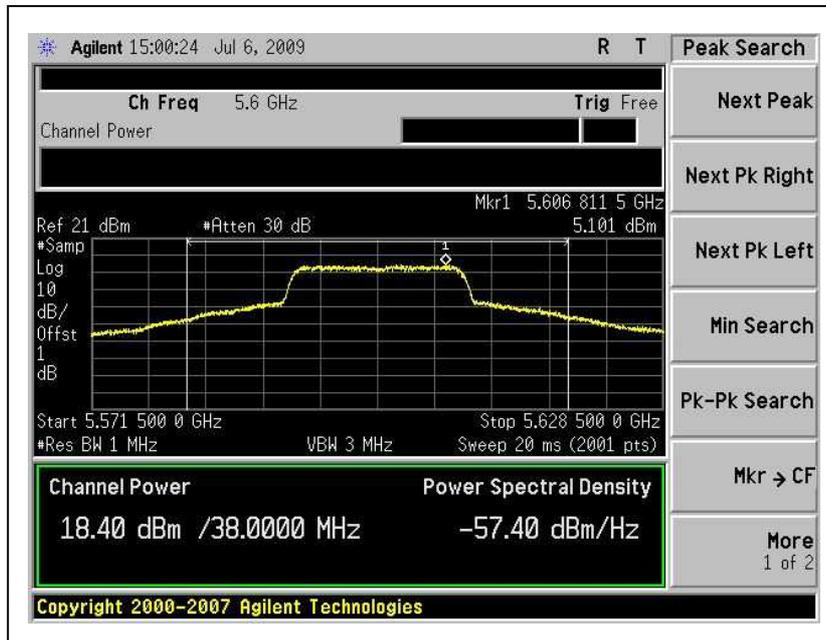 Agilent 15:00:24 Jul 6, 2009 R T
Peak Search
Ch Freq 5.6 GHz Trig Free
Channel Power
Next Peak
Next Pk Right
Next Pk Left
Min Search
Pk-Pk Search
Mkr → CF
More
1 of 2
Mkr1 5.606 811 5 GHz
Ref 21 dBm #Atten 30 dB 5.101 dBm
#Samp
Log
10
dB/
Offst
1
dB
1
Start 5.571 500 0 GHz Stop 5.628 500 0 GHz
#Res BW 1 MHz VBW 3 MHz Sweep 20 ms (2001 pts)
Channel Power Power Spectral Density
18.40 dBm /38.0000 MHz -57.40 dBm/Hz
Copyright 2000-2007 Agilent Technologies